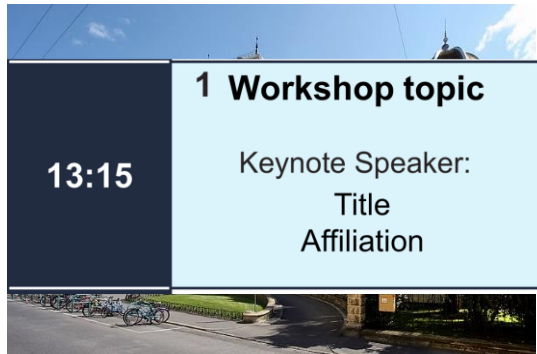 13:15
1 Workshop topic
Keynote Speaker:
Title
Affiliation